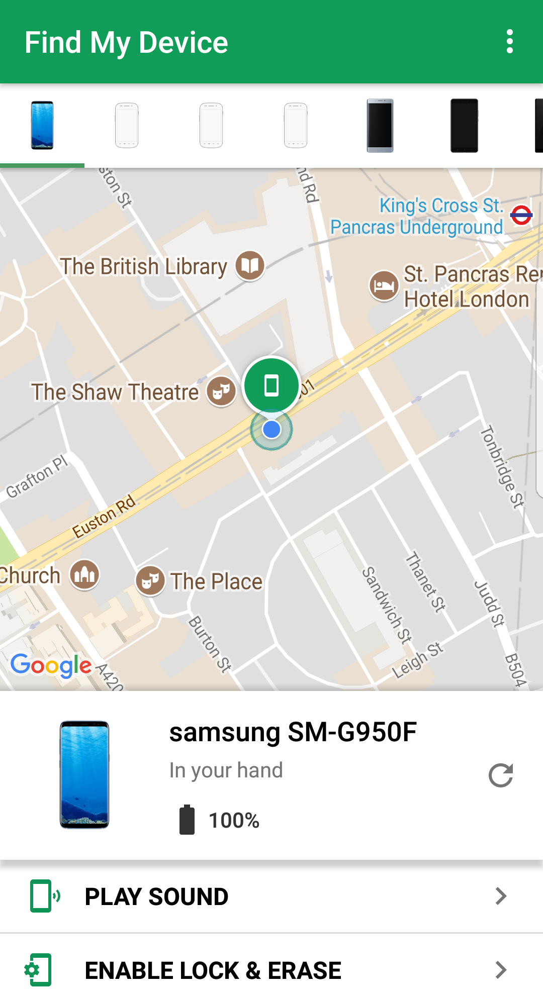 Find My Device
ston St
nd Rd
King's Cross St.
Pancras Underground
The British Library
St. Pancras Ren
Hotel London
The Shaw Theatre
01
Tonbridge St
Grafton Pl
Euston Rd
Church
The Place
Thanet St
Sandwich St
Judd St
Burton St
Leigh St
B504
Google
A420
samsung SM-G950F
In your hand
100%
PLAY SOUND
ENABLE LOCK & ERASE